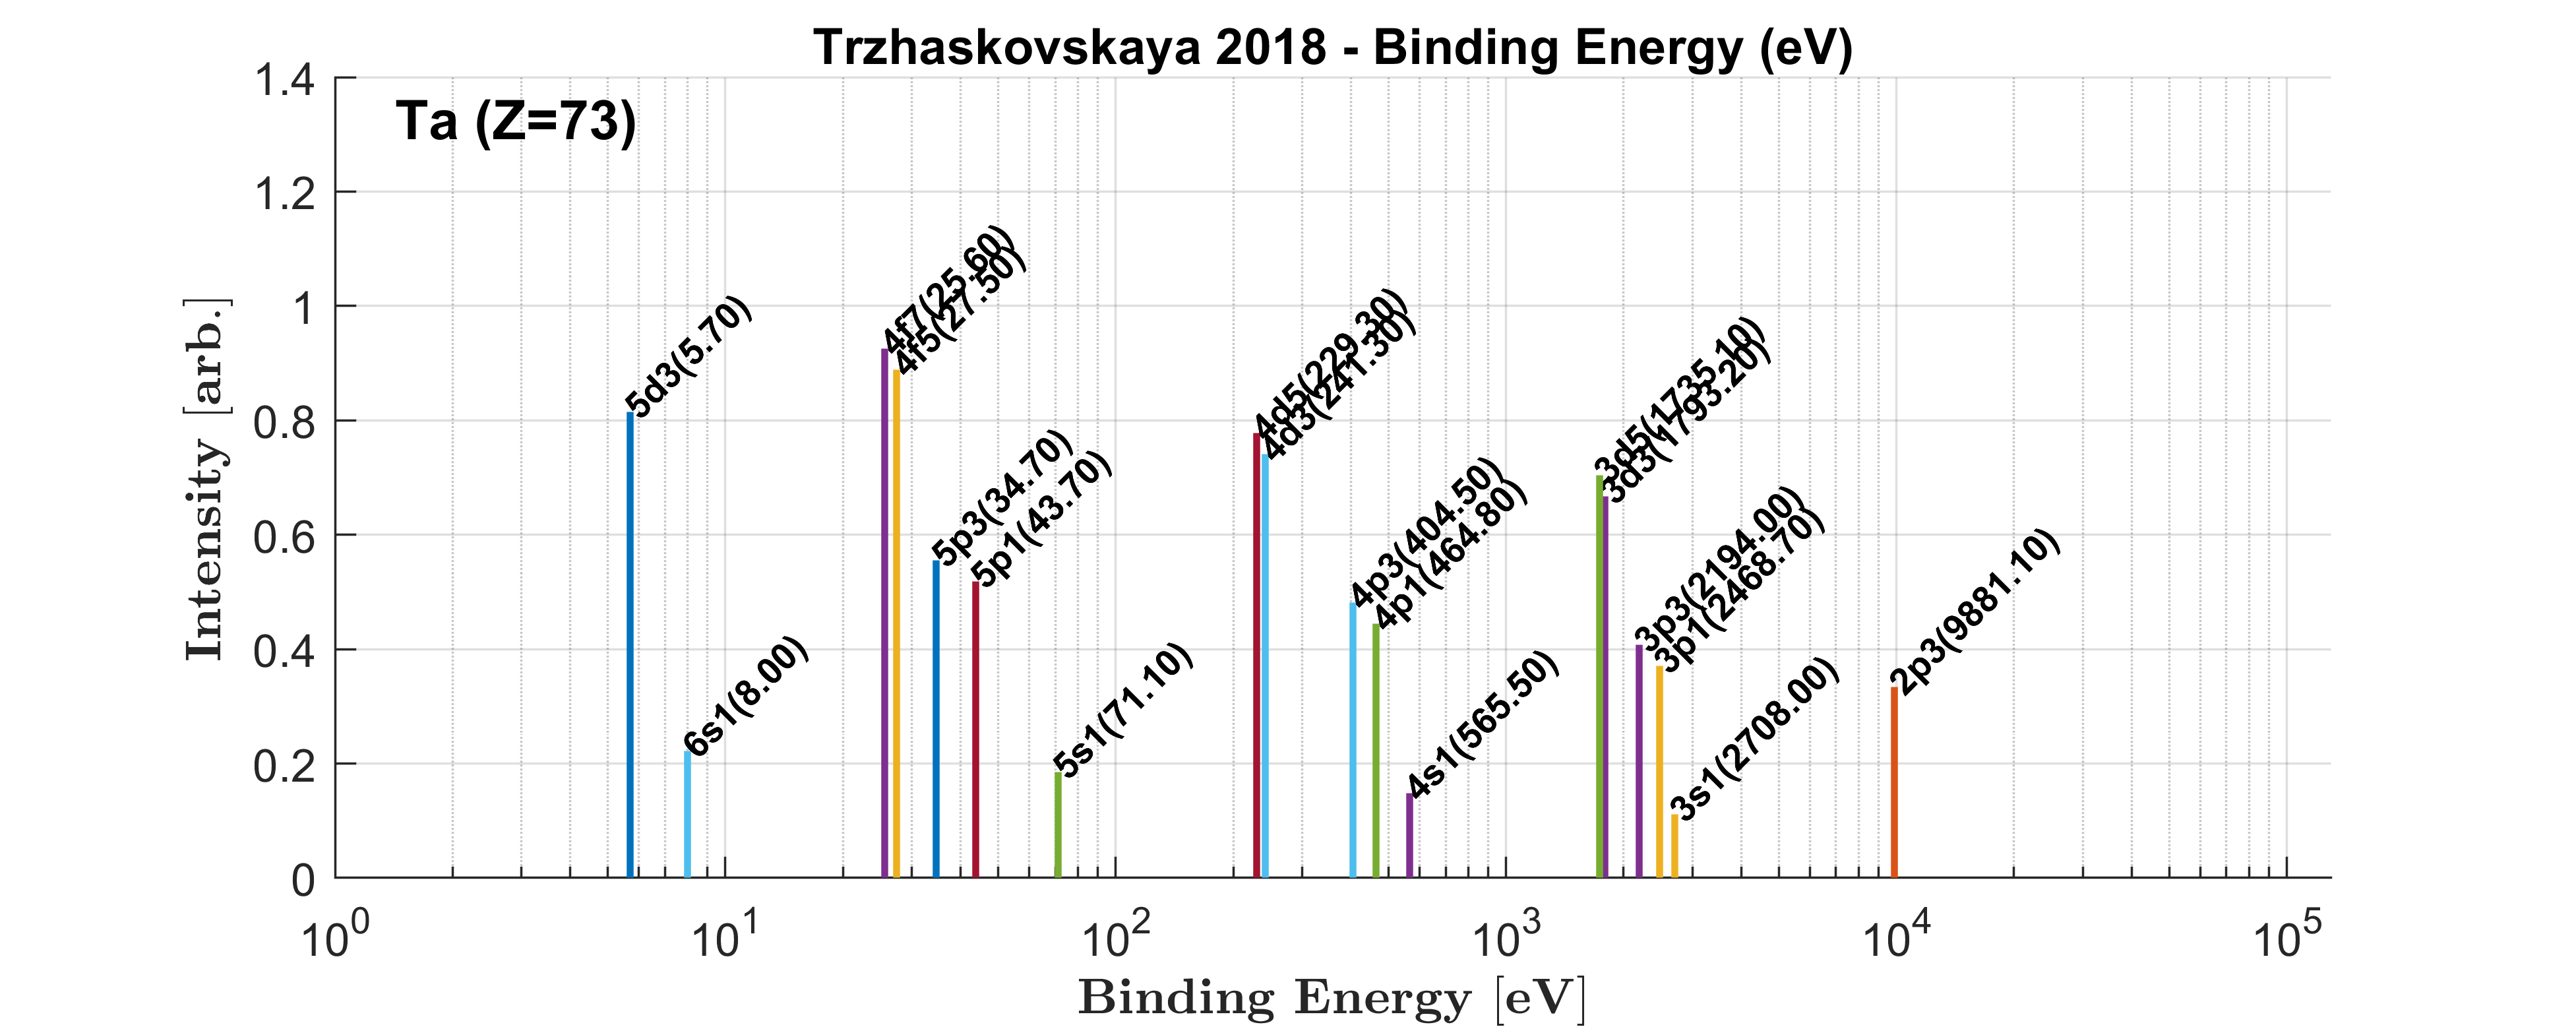 Trzhaskovskaya 2018 - Binding Energy (eV)
Ta (Z=73)
Intensity [arb.]
1.4
1.2
1
0.8
0.6
0.4
0.2
0
5d3(5.70)
6s1(8.00)
4f7(25.60)
4f5(27.50)
5p3(34.70)
5p1(43.70)
5s1(71.10)
4d5(229.30)
4d3(241.30)
4p3(404.50)
4p1(464.80)
4s1(565.50)
3d5(1735.10)
3d3(1793.20)
3p3(2194.00)
3p1(2468.70)
3s1(2708.00)
2p3(9881.10)
10^0
10^1
10^2
10^3
10^4
10^5
Binding Energy [eV]